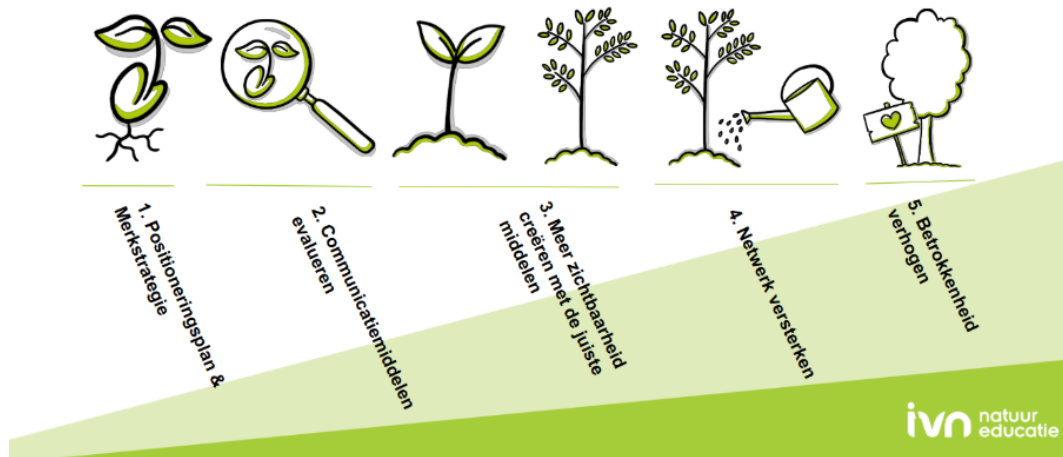 1. Positioneringsplan &
Merkstrategie
2. Communicatiemiddelen
evalueren
3. Meer zichtbaarheid
creëren met de juiste
middelen
4. Netwerk versterken
5. Betrokkenheid
verhogen
ivn natuur
educatie